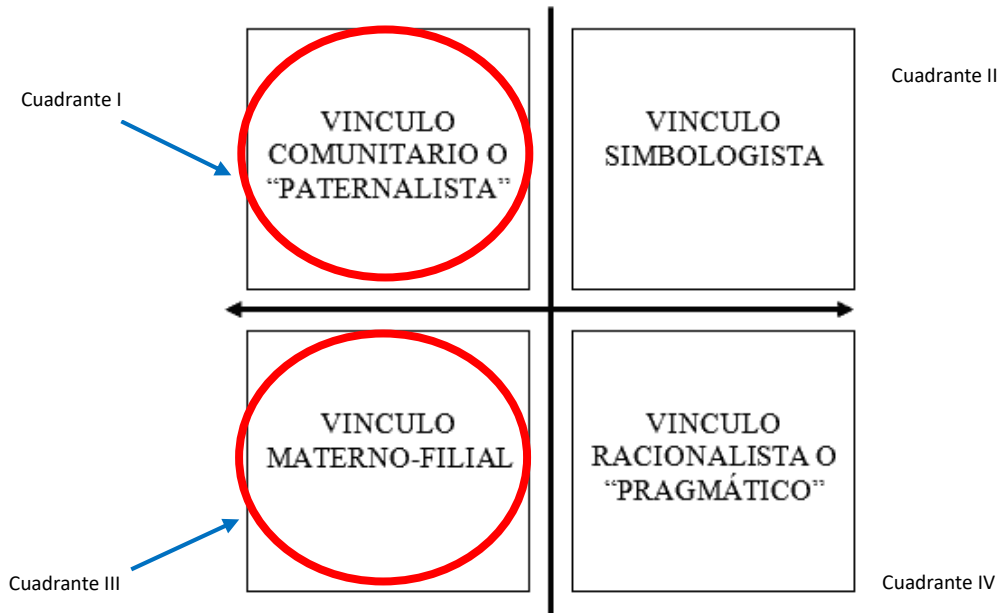 Cuadrante I
VINCULO
COMUNITARIO O
“PATERNALISTA”
VINCULO
SIMBOLOGISTA
Cuadrante II
VINCULO
MATERNO-FILIAL
Cuadrante III
VINCULO
RACIONALISTA O
“PRAGMÁTICO”
Cuadrante IV